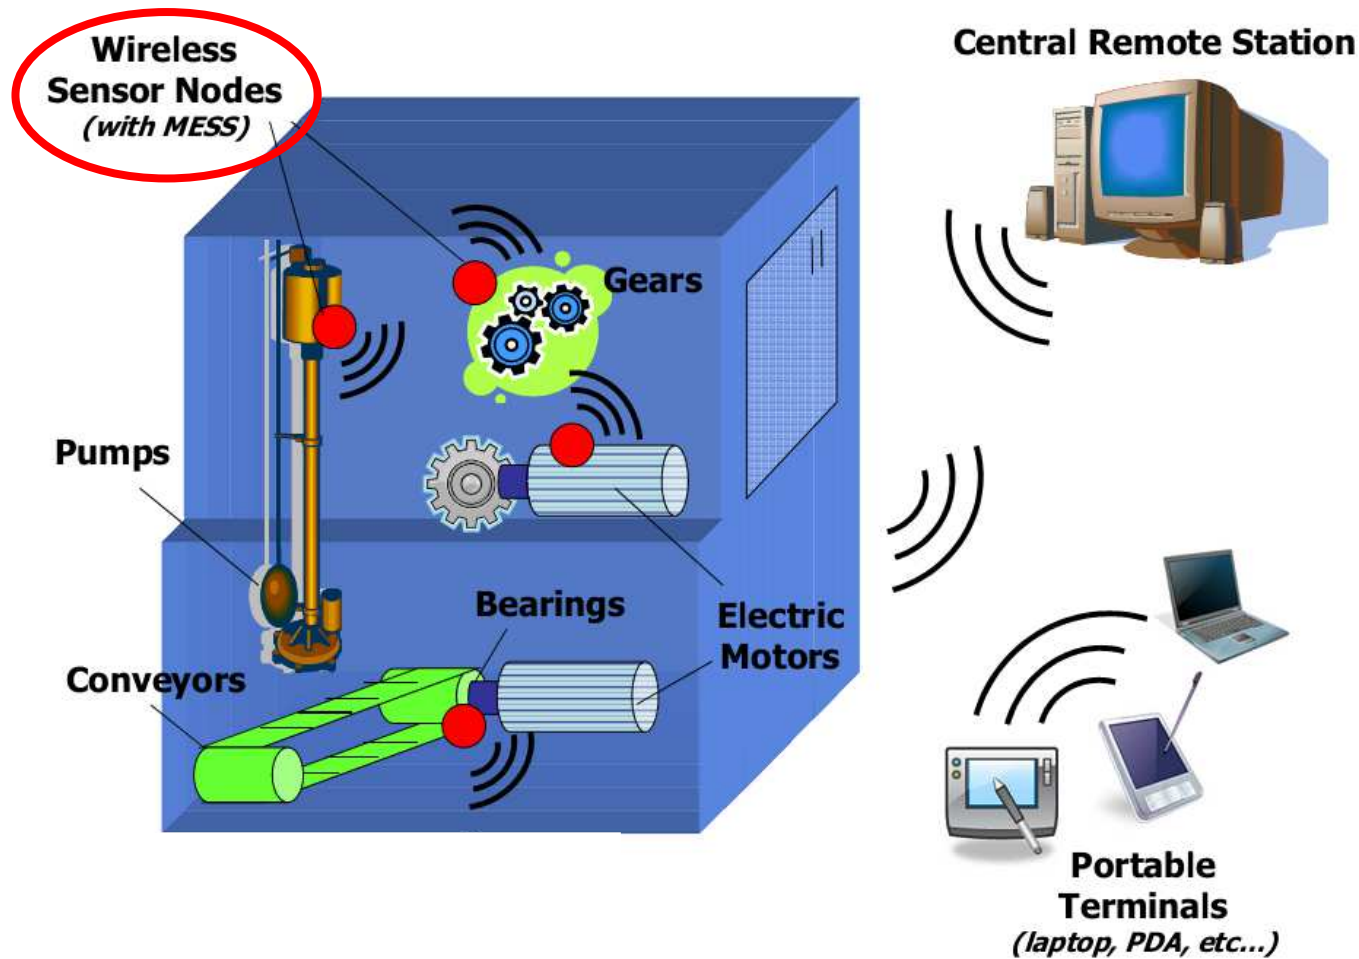 Wireless
Sensor Nodes
(with MESS)
Central Remote Station
Gears
Pumps
Bearings
Electric
Motors
Conveyors
Portable
Terminals
(laptop, PDA, etc...)